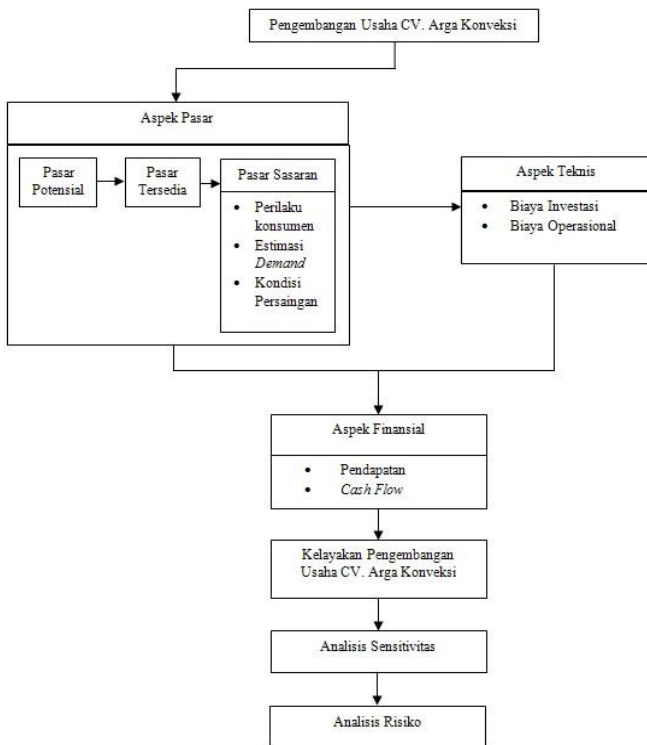 Pengembangan Usaha CV. Arga Konveksi
Aspek Pasar
Pasar
Potensial
Pasar
Tersedia
Pasar Sasaran
• Perilaku
konsumen
• Estimasi
Demand
• Kondisi
Persaingan
Aspek Teknis
• Biaya Investasi
• Biaya Operasional
Aspek Finansial
• Pendapatan
• Cash Flow
Kelayakan Pengembangan
Usaha CV. Arga Konveksi
Analisis Sensitivitas
Analisis Risiko